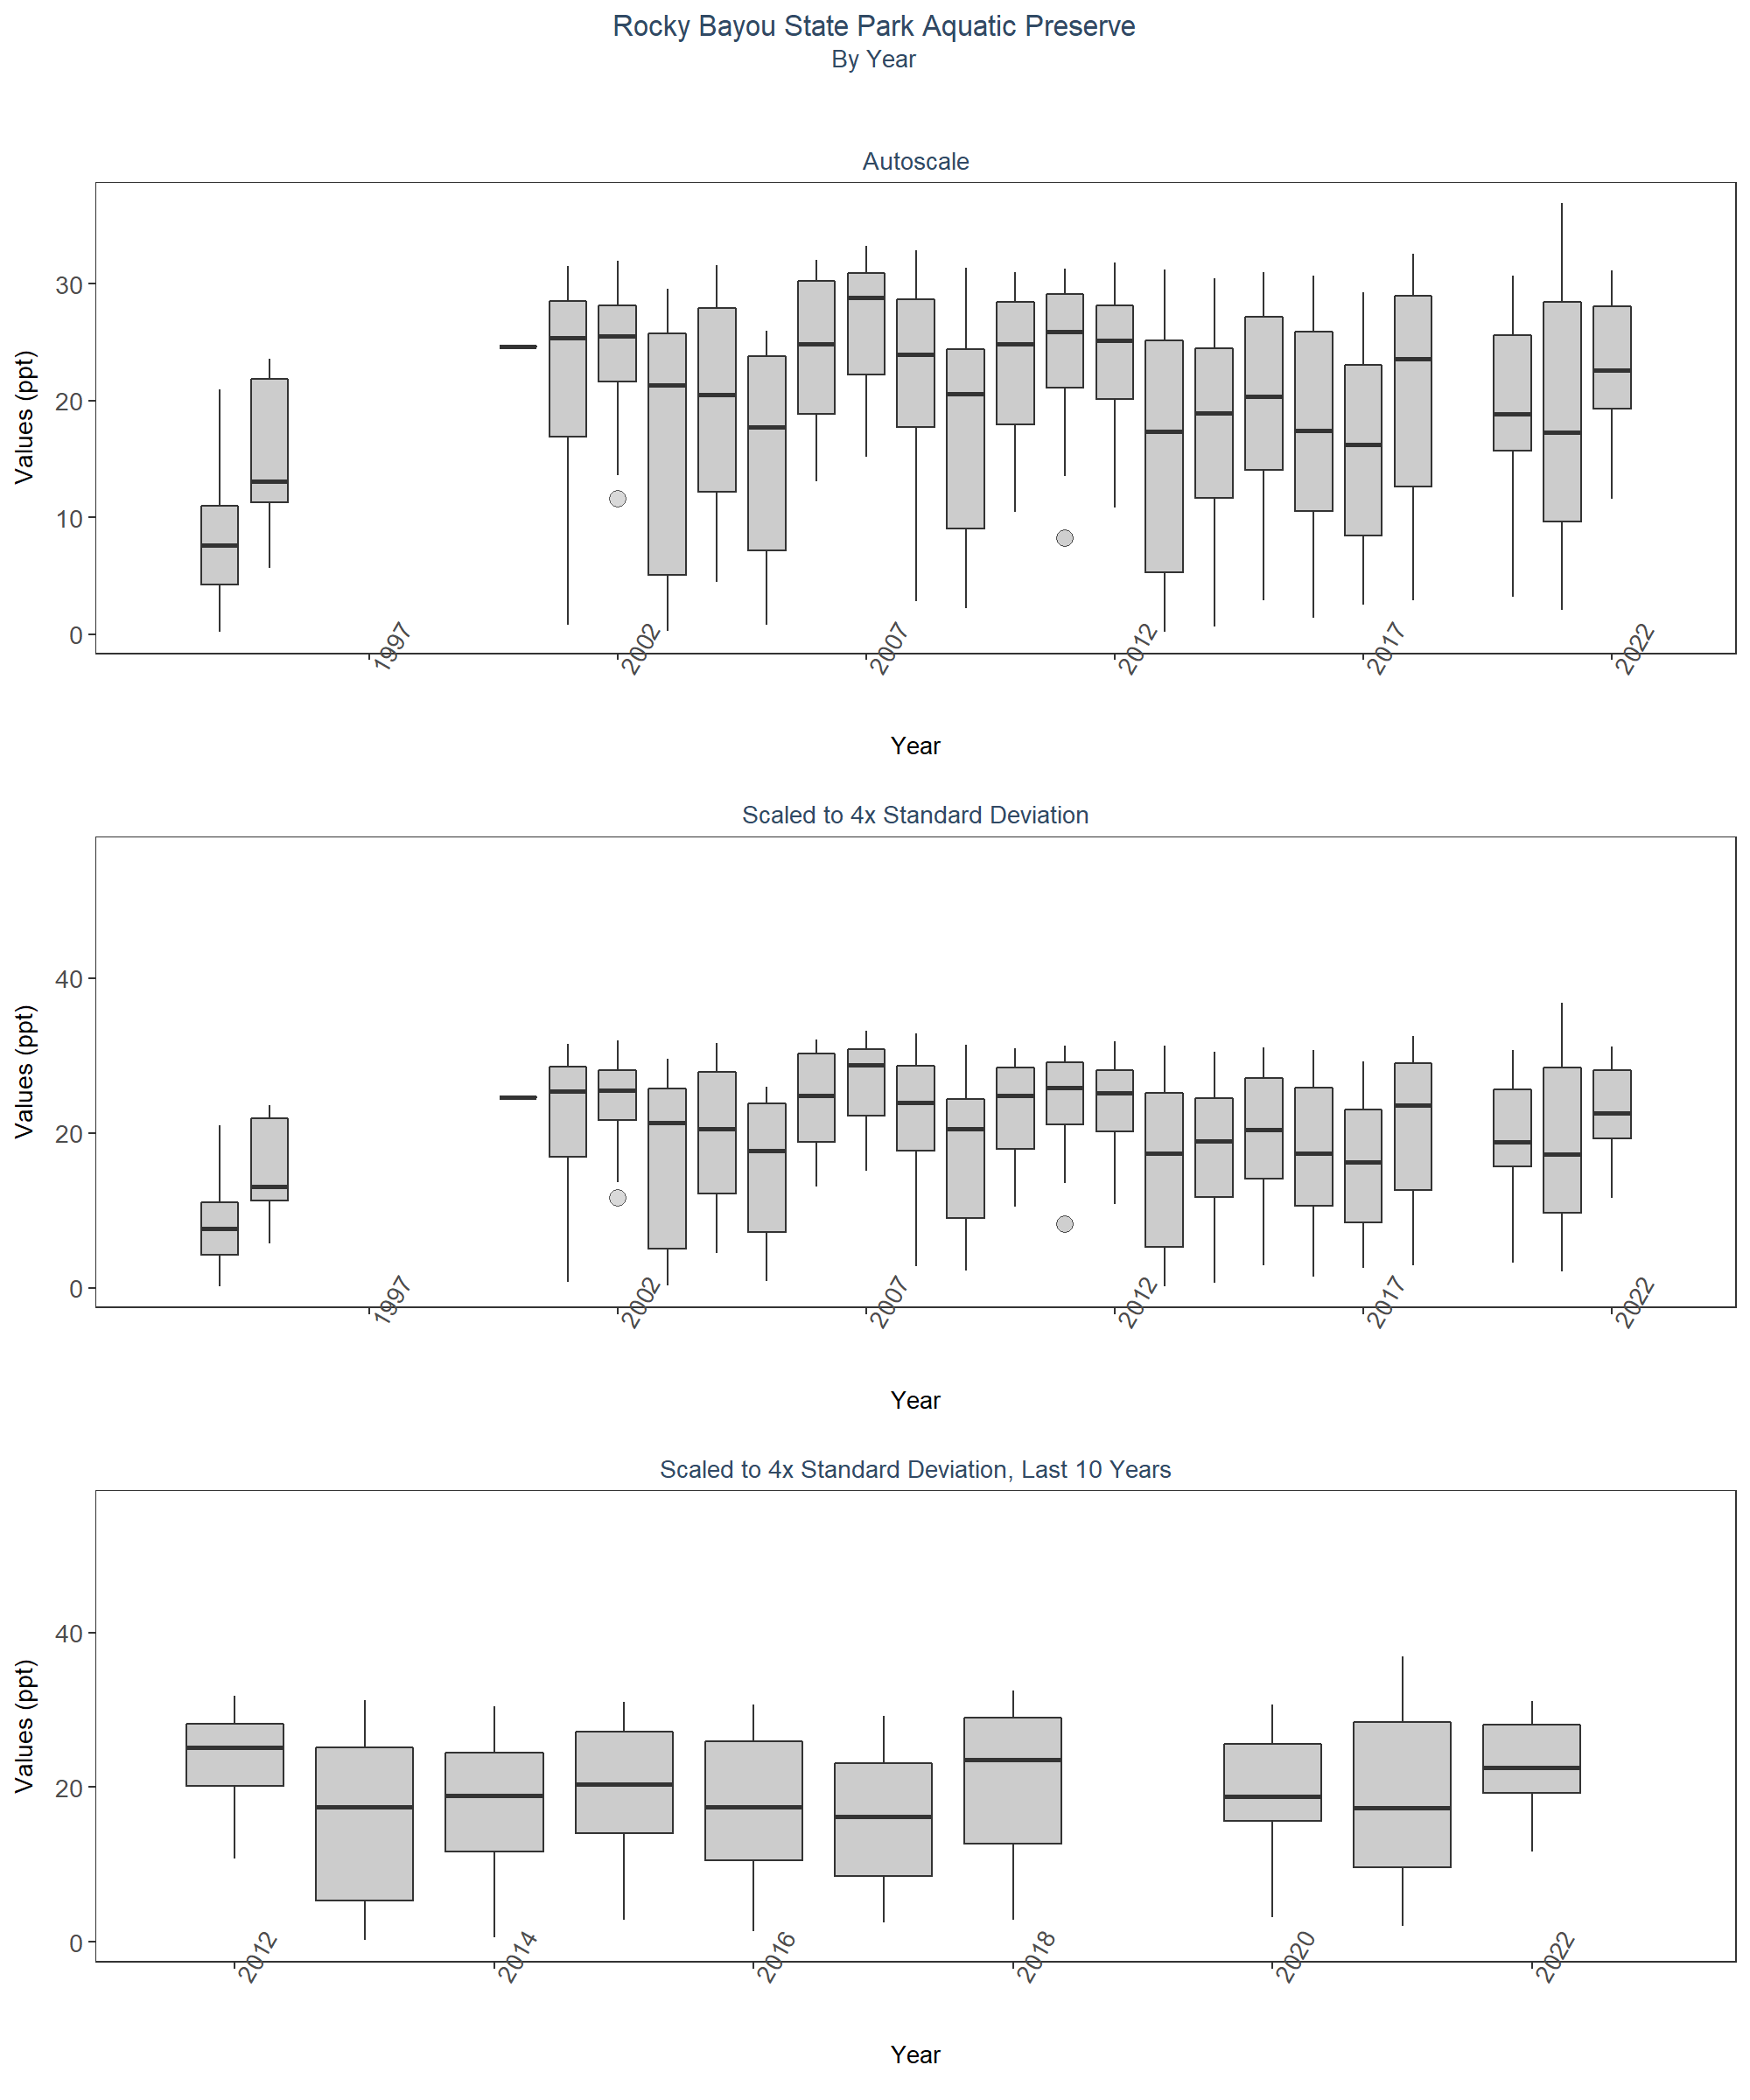 Rocky Bayou State Park Aquatic Preserve
By Year
Autoscale
Values (ppt)
30
20
10
0
1997
2002
2007
2012
2017
2022
Year
Scaled to 4x Standard Deviation
Values (ppt)
40
20
0
1997
2002
2007
2012
2017
2022
Year
Scaled to 4x Standard Deviation, Last 10 Years
Values (ppt)
40
20
0
2012
2014
2016
2018
2020
2022
Year